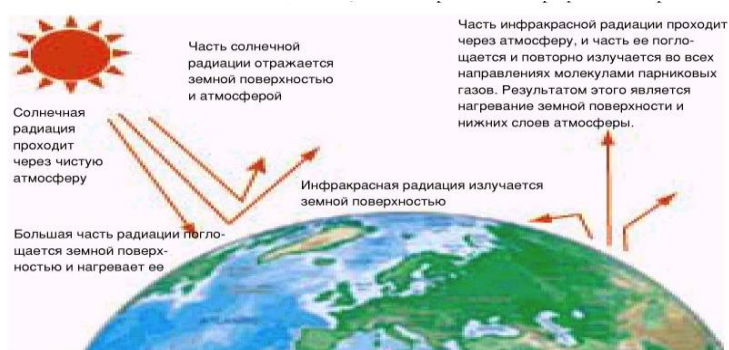 Часть солнечной
радиации отражается
земной поверхностью
и атмосферой
Часть инфракрасной радиации проходит
через атмосферу, и часть ее погло-
щается и повторно излучается во всех
направлениях молекулами парниковых
газов. Результатом этого является
нагревание земной поверхности и
нижних слоев атмосферы.
Солнечная
радиация
проходит
через чистую
атмосферу
Инфракрасная радиация излучается
земной поверхностью
Большая часть радиации погло-
щается земной поверх-
ностью и нагревает ее